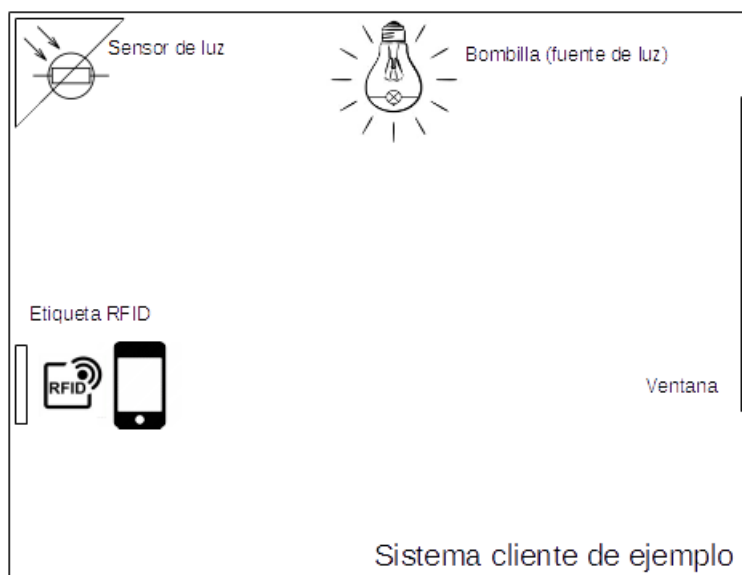 Sensor de luz
Bombilla (fuente de luz)
Etiqueta RFID
RFID
Ventana
Sistema cliente de ejemplo